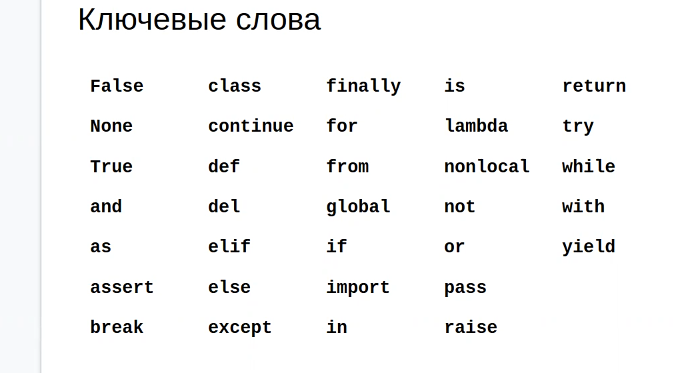 Ключевые слова
False class finally is return
None continue for lambda try
True def from nonlocal while
and del global not with
as elif if or yield
assert else import pass
break except in raise